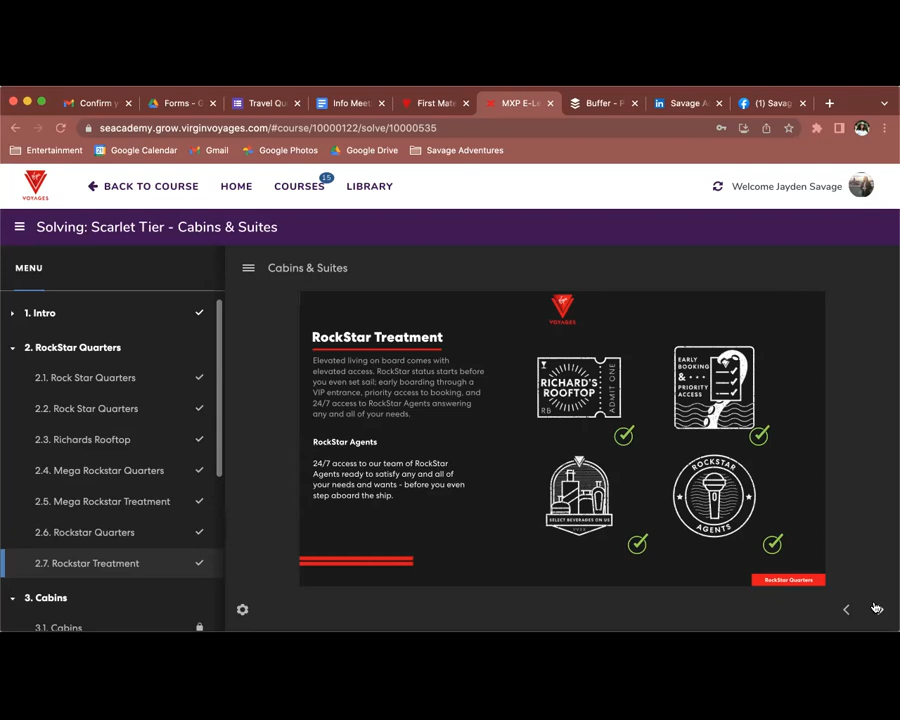 Confirm y
Forms - G
Travel Qu
Info Meet
First Mate
MXP E-Le
Buffer - P
Savage A
(1) Savag
seacademy.grow.virginvoyages.com/#course/10000122/solve/10000535
Entertainment
Google Calendar
Gmail
Google Photos
Google Drive
Savage Adventures
VOYAGES
BACK TO COURSE
HOME
COURSES
15
LIBRARY
Welcome Jayden Savage
Solving: Scarlet Tier - Cabins & Suites
MENU
1. Intro
2. RockStar Quarters
2.1. Rock Star Quarters
2.2. Rock Star Quarters
2.3. Richards Rooftop
2.4. Mega Rockstar Quarters
2.5. Mega Rockstar Treatment
2.6. Rockstar Quarters
2.7. Rockstar Treatment
3. Cabins
3.1. Cabins
Cabins & Suites
VOYAGES
RockStar Treatment
Elevated living on board comes with
elevated access. RockStar status starts before
you even set sail; early boarding through a
VIP entrance, priority access to booking, and
24/7 access to RockStar Agents answering
any and all of your needs.
RockStar Agents
24/7 access to our team of RockStar
Agents ready to satisfy any and all of
your needs and wants - before you even
step aboard the ship.
RICHARD'S
ROOFTOP
RB
ADMIT ONE
EARLY
BOOKING
&
PRIORITY
ACCESS
SELECT BEVERAGES ON US
ROCKSTAR
AGENTS
RockStar Quarters